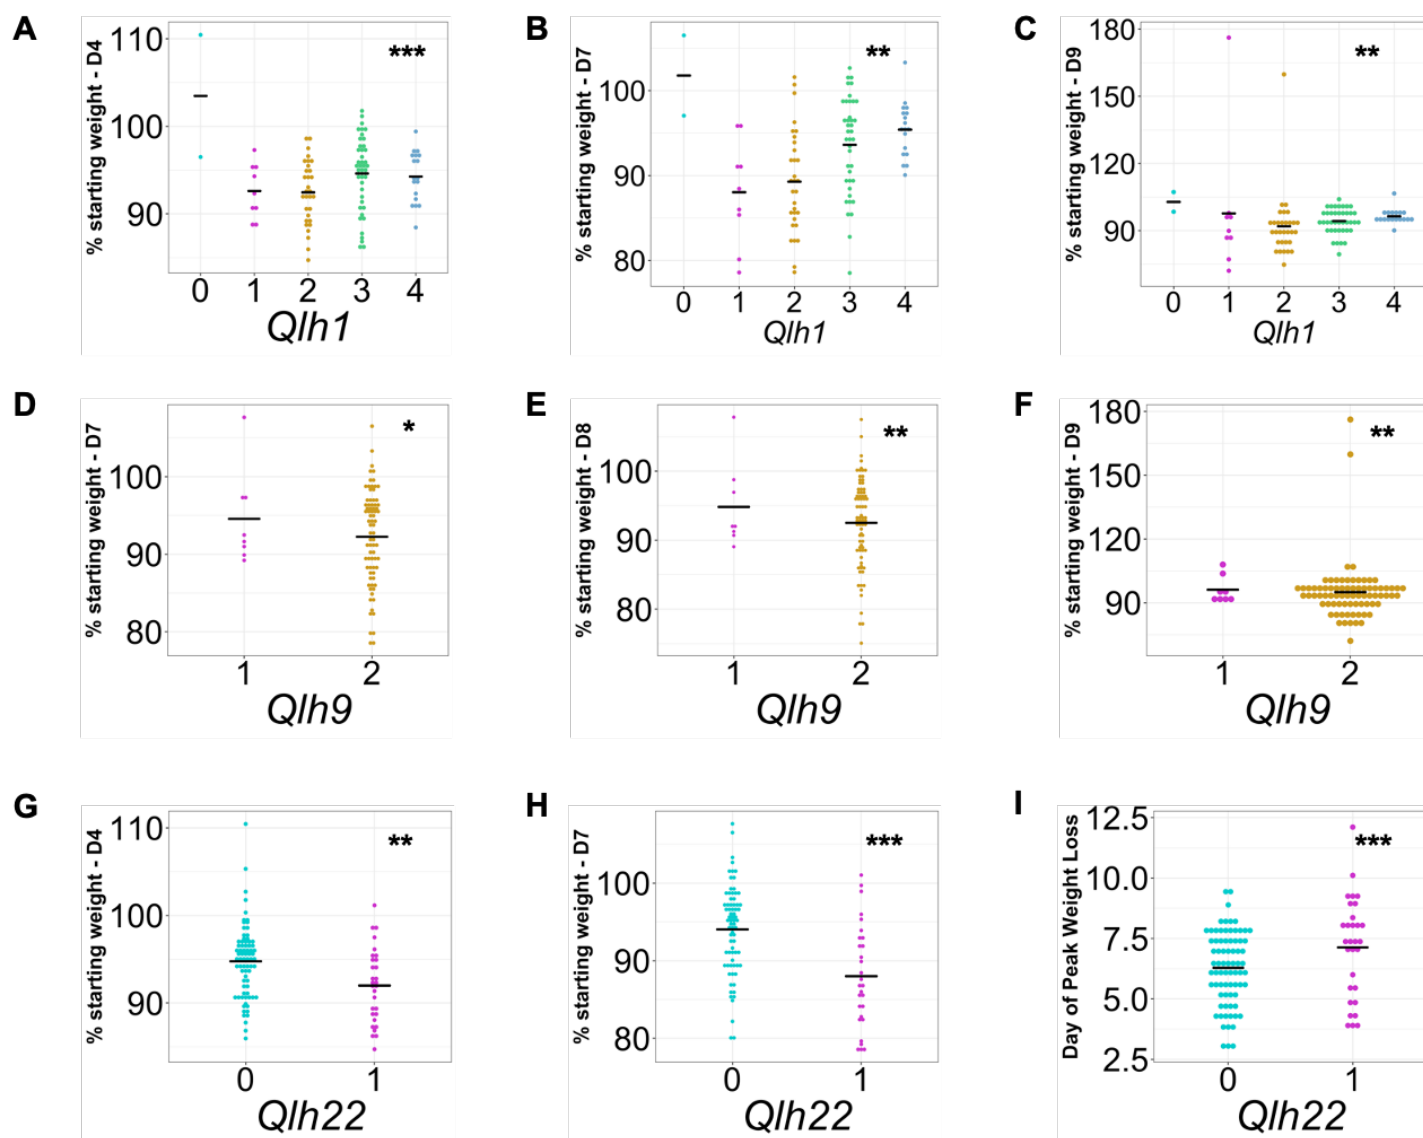 A
% starting weight - D4
110
100
90
***
0 1 2 3 4
Qlh1
B
% starting weight - D7
100
90
80
**
0 1 2 3 4
Qlh1
C
% starting weight - D9
180
150
120
90
**
0 1 2 3 4
Qlh1
D
% starting weight - D7
100
90
80
*
1 2
Qlh9
E
% starting weight - D8
100
90
80
**
1 2
Qlh9
F
% starting weight - D9
180
150
120
90
**
1 2
Qlh9
G
% starting weight - D4
110
100
90
**
0 1
Qlh22
H
% starting weight - D7
100
90
80
***
0 1
Qlh22
I
Day of Peak Weight Loss
12.5
10.0
7.5
5.0
2.5
***
0 1
Qlh22